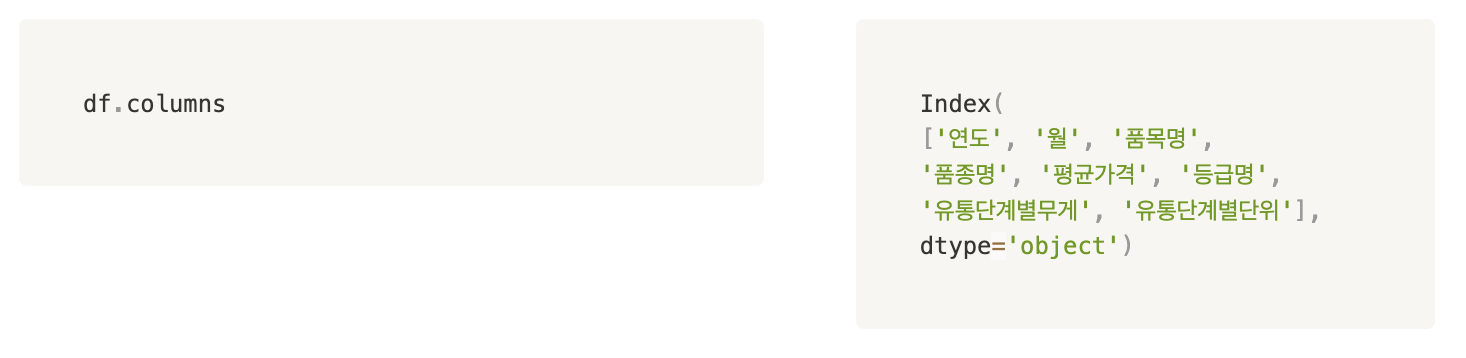 df.columns
Index(
['연도', '월', '품목명',
'품종명', '평균가격', '등급명',
'유통단계별무게', '유통단계별단위'],
dtype='object')